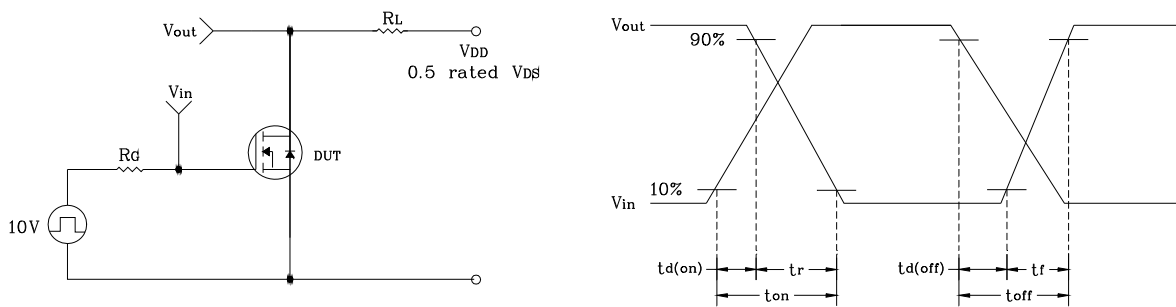 Vout
RL
VDD
0.5 rated VDS
Vin
RG
DUT
10V
Vout
90%
10%
Vin
td(on)
tr
td(off)
tf
ton
toff